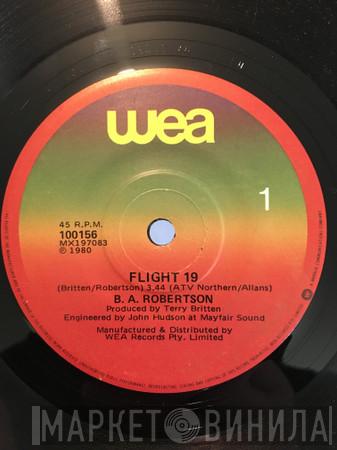 wea
1
45 R.P.M.
100156
MX197083
℗ 1980
FLIGHT 19
(Britten/Robertson) 3.44 (ATV Northern/Allans)
B. A. ROBERTSON
Produced by Terry Britten
Engineered by John Hudson at Mayfair Sound
Manufactured & Distributed by
WEA Records Pty. Limited
МАРКЕТ ВИНИЛА